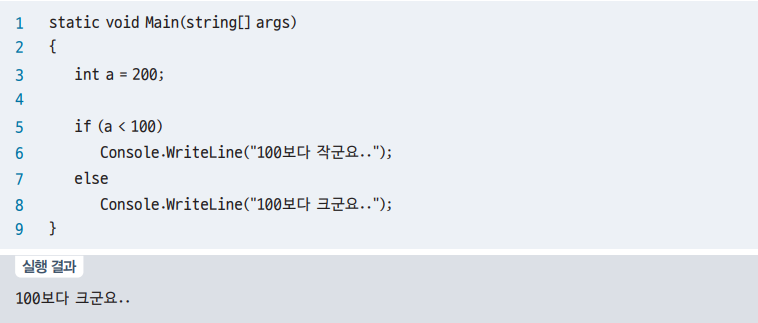 1 static void Main(string[] args)
2 {
3 int a = 200;
4
5 if (a < 100)
6 Console.WriteLine("100보다 작군요..");
7 else
8 Console.WriteLine("100보다 크군요..");
9 }
실행 결과
100보다 크군요..